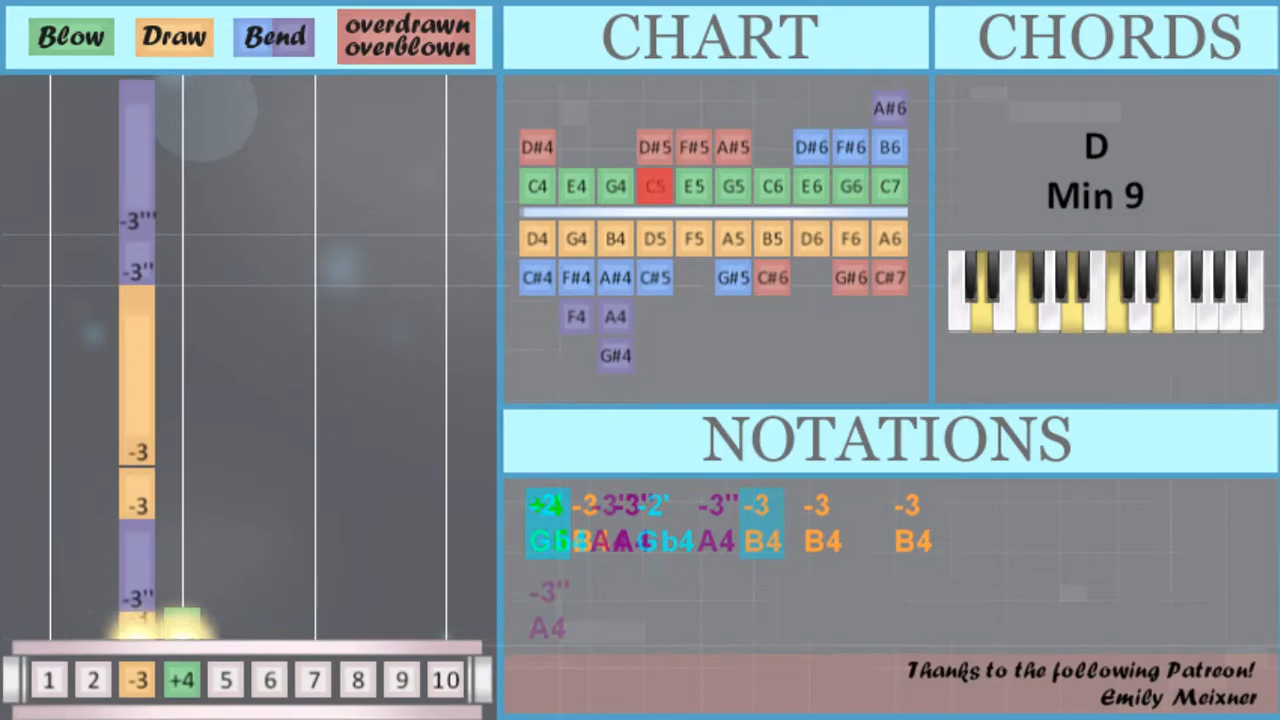 Blow Draw Bend overdrawn
overblown
CHART
CHORDS
D
Min 9
A#6
D#4 D#5 F#5 A#5 D#6 F#6 B6
C4 E4 G4 C5 E5 G5 C6 E6 G6 C7
D4 G4 B4 D5 F5 A5 B5 D6 F6 A6
C#4 F#4 A#4 C#5 G#5 C#6 G#6 C#7
F4 A4
G#4
-3'''
-3''
-3
-3
-3''
1 2 -3 +4 5 6 7 8 9 10
NOTATIONS
-3 -2' -3'' -3 -3 -3
Gb4 A4 B4 B4 B4
-3''
A4
Thanks to the following Patreon!
Emily Meixner